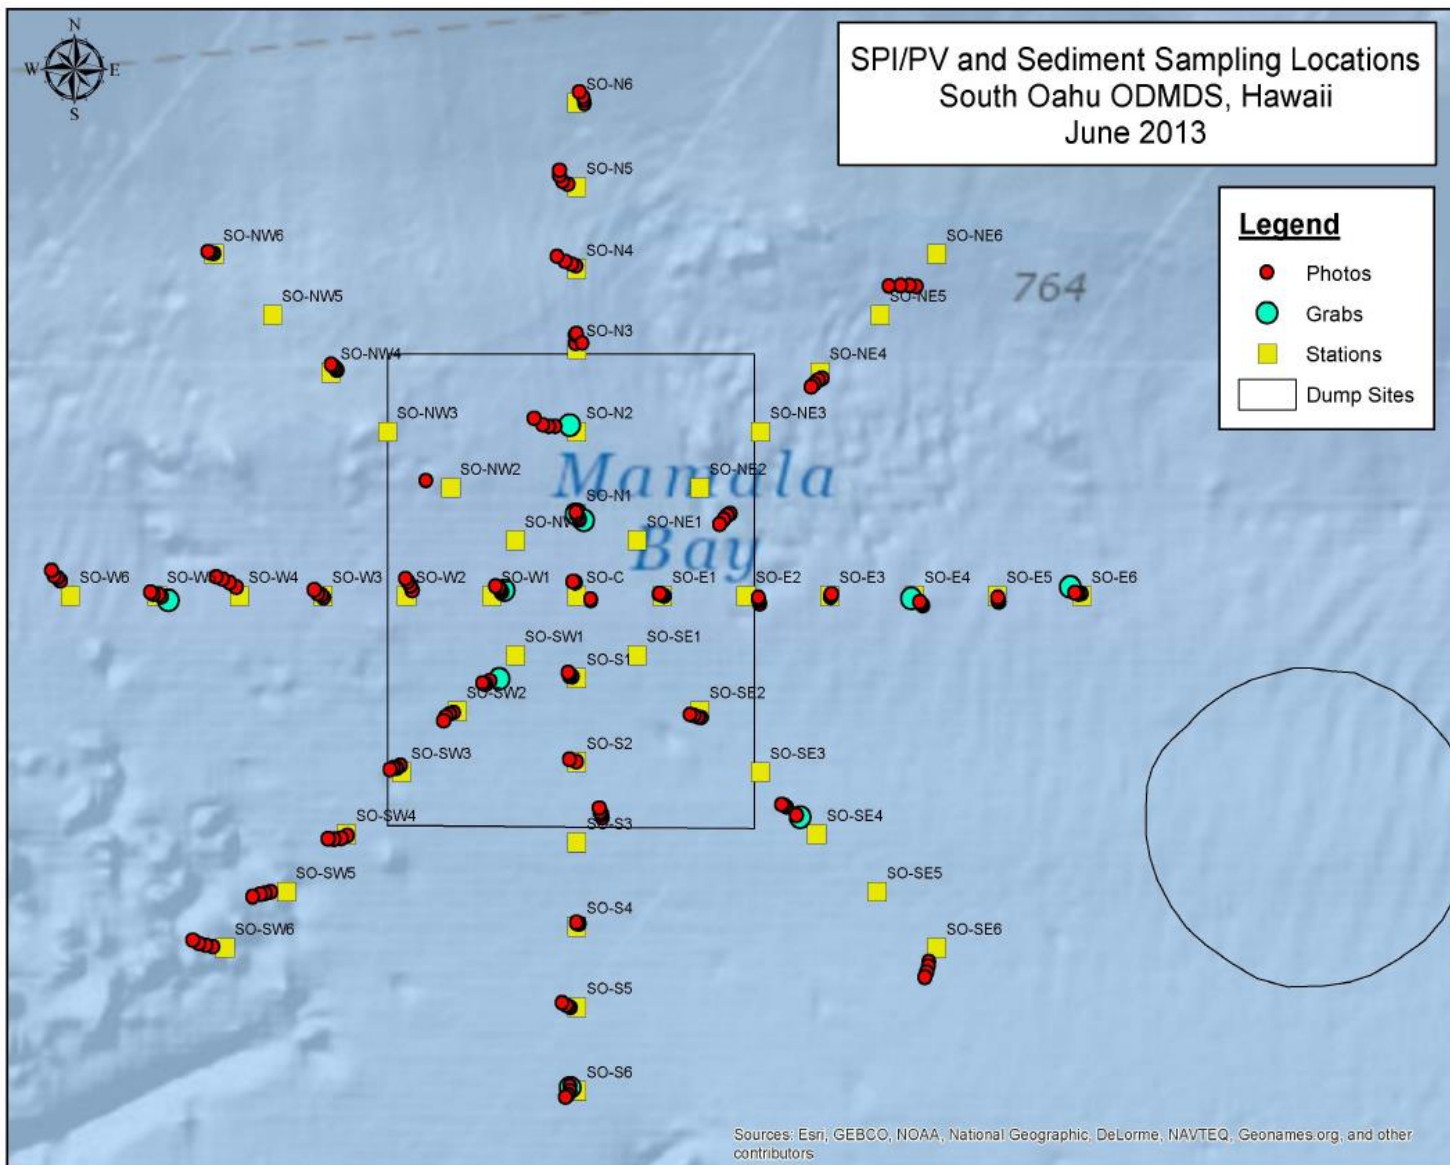 N
W E
S
SPI/PV and Sediment Sampling Locations
South Oahu ODMDS, Hawaii
June 2013
Legend
Photos
Grabs
Stations
Dump Sites
SO-N6
SO-N5
SO-NW6
SO-N4
SO-NE6
764
SO-NW5
SO-NE5
SO-N3
SO-NW4
SO-NE4
SO-NW3
SO-N2
SO-NE3
SO-NW2
SO-NE2
Mamala
SO-N1
SO-NE1
Bay
SO-W6
SO-W4
SO-W3
SO-W2
SO-W1
SO-C
SO-E1
SO-E2
SO-E3
SO-E4
SO-E5
SO-E6
SO-SW1
SO-SE1
SO-S1
SO-SW2
SO-SE2
SO-S2
SO-SW3
SO-SE3
SO-SW4
SO-S3
SO-SE4
SO-SW5
SO-SE5
SO-S4
SO-SW6
SO-SE6
SO-S5
SO-S6
Sources: Esri, GEBCO, NOAA, National Geographic, DeLorme, NAVTEQ, Geonames.org, and other
contributors